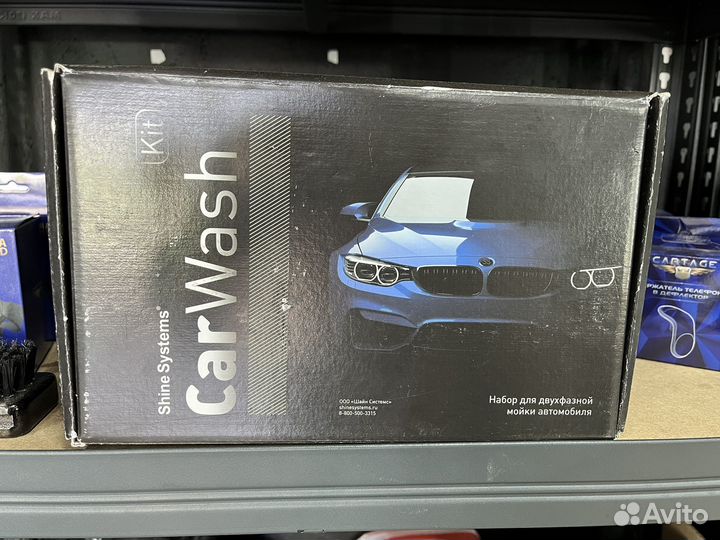 Shine Systems®
CarWash
Kit
ООО «Шайн Системс»
shinesystems.ru
8-800-500-3315
Набор для двухфазной
мойки автомобиля
CARTAGE
ТЕЛЕФОН
В ДЕФЛЕКТОР
Avito